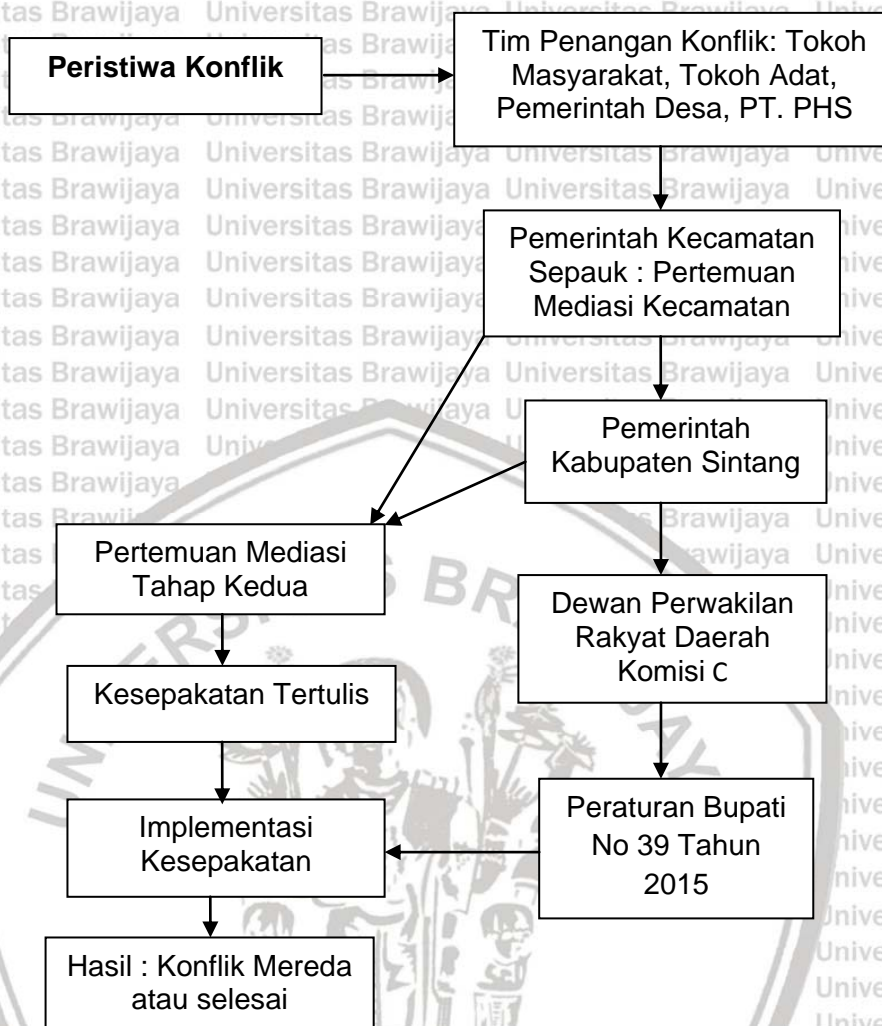 Peristiwa Konflik
Tim Penangan Konflik: Tokoh
Masyarakat, Tokoh Adat,
Pemerintah Desa, PT. PHS
Pemerintah Kecamatan
Sepauk : Pertemuan
Mediasi Kecamatan
Pemerintah
Kabupaten Sintang
Pertemuan Mediasi
Tahap Kedua
Dewan Perwakilan
Rakyat Daerah
Komisi C
Kesepakatan Tertulis
Peraturan Bupati
No 39 Tahun
2015
Implementasi
Kesepakatan
Hasil : Konflik Mereda
atau selesai